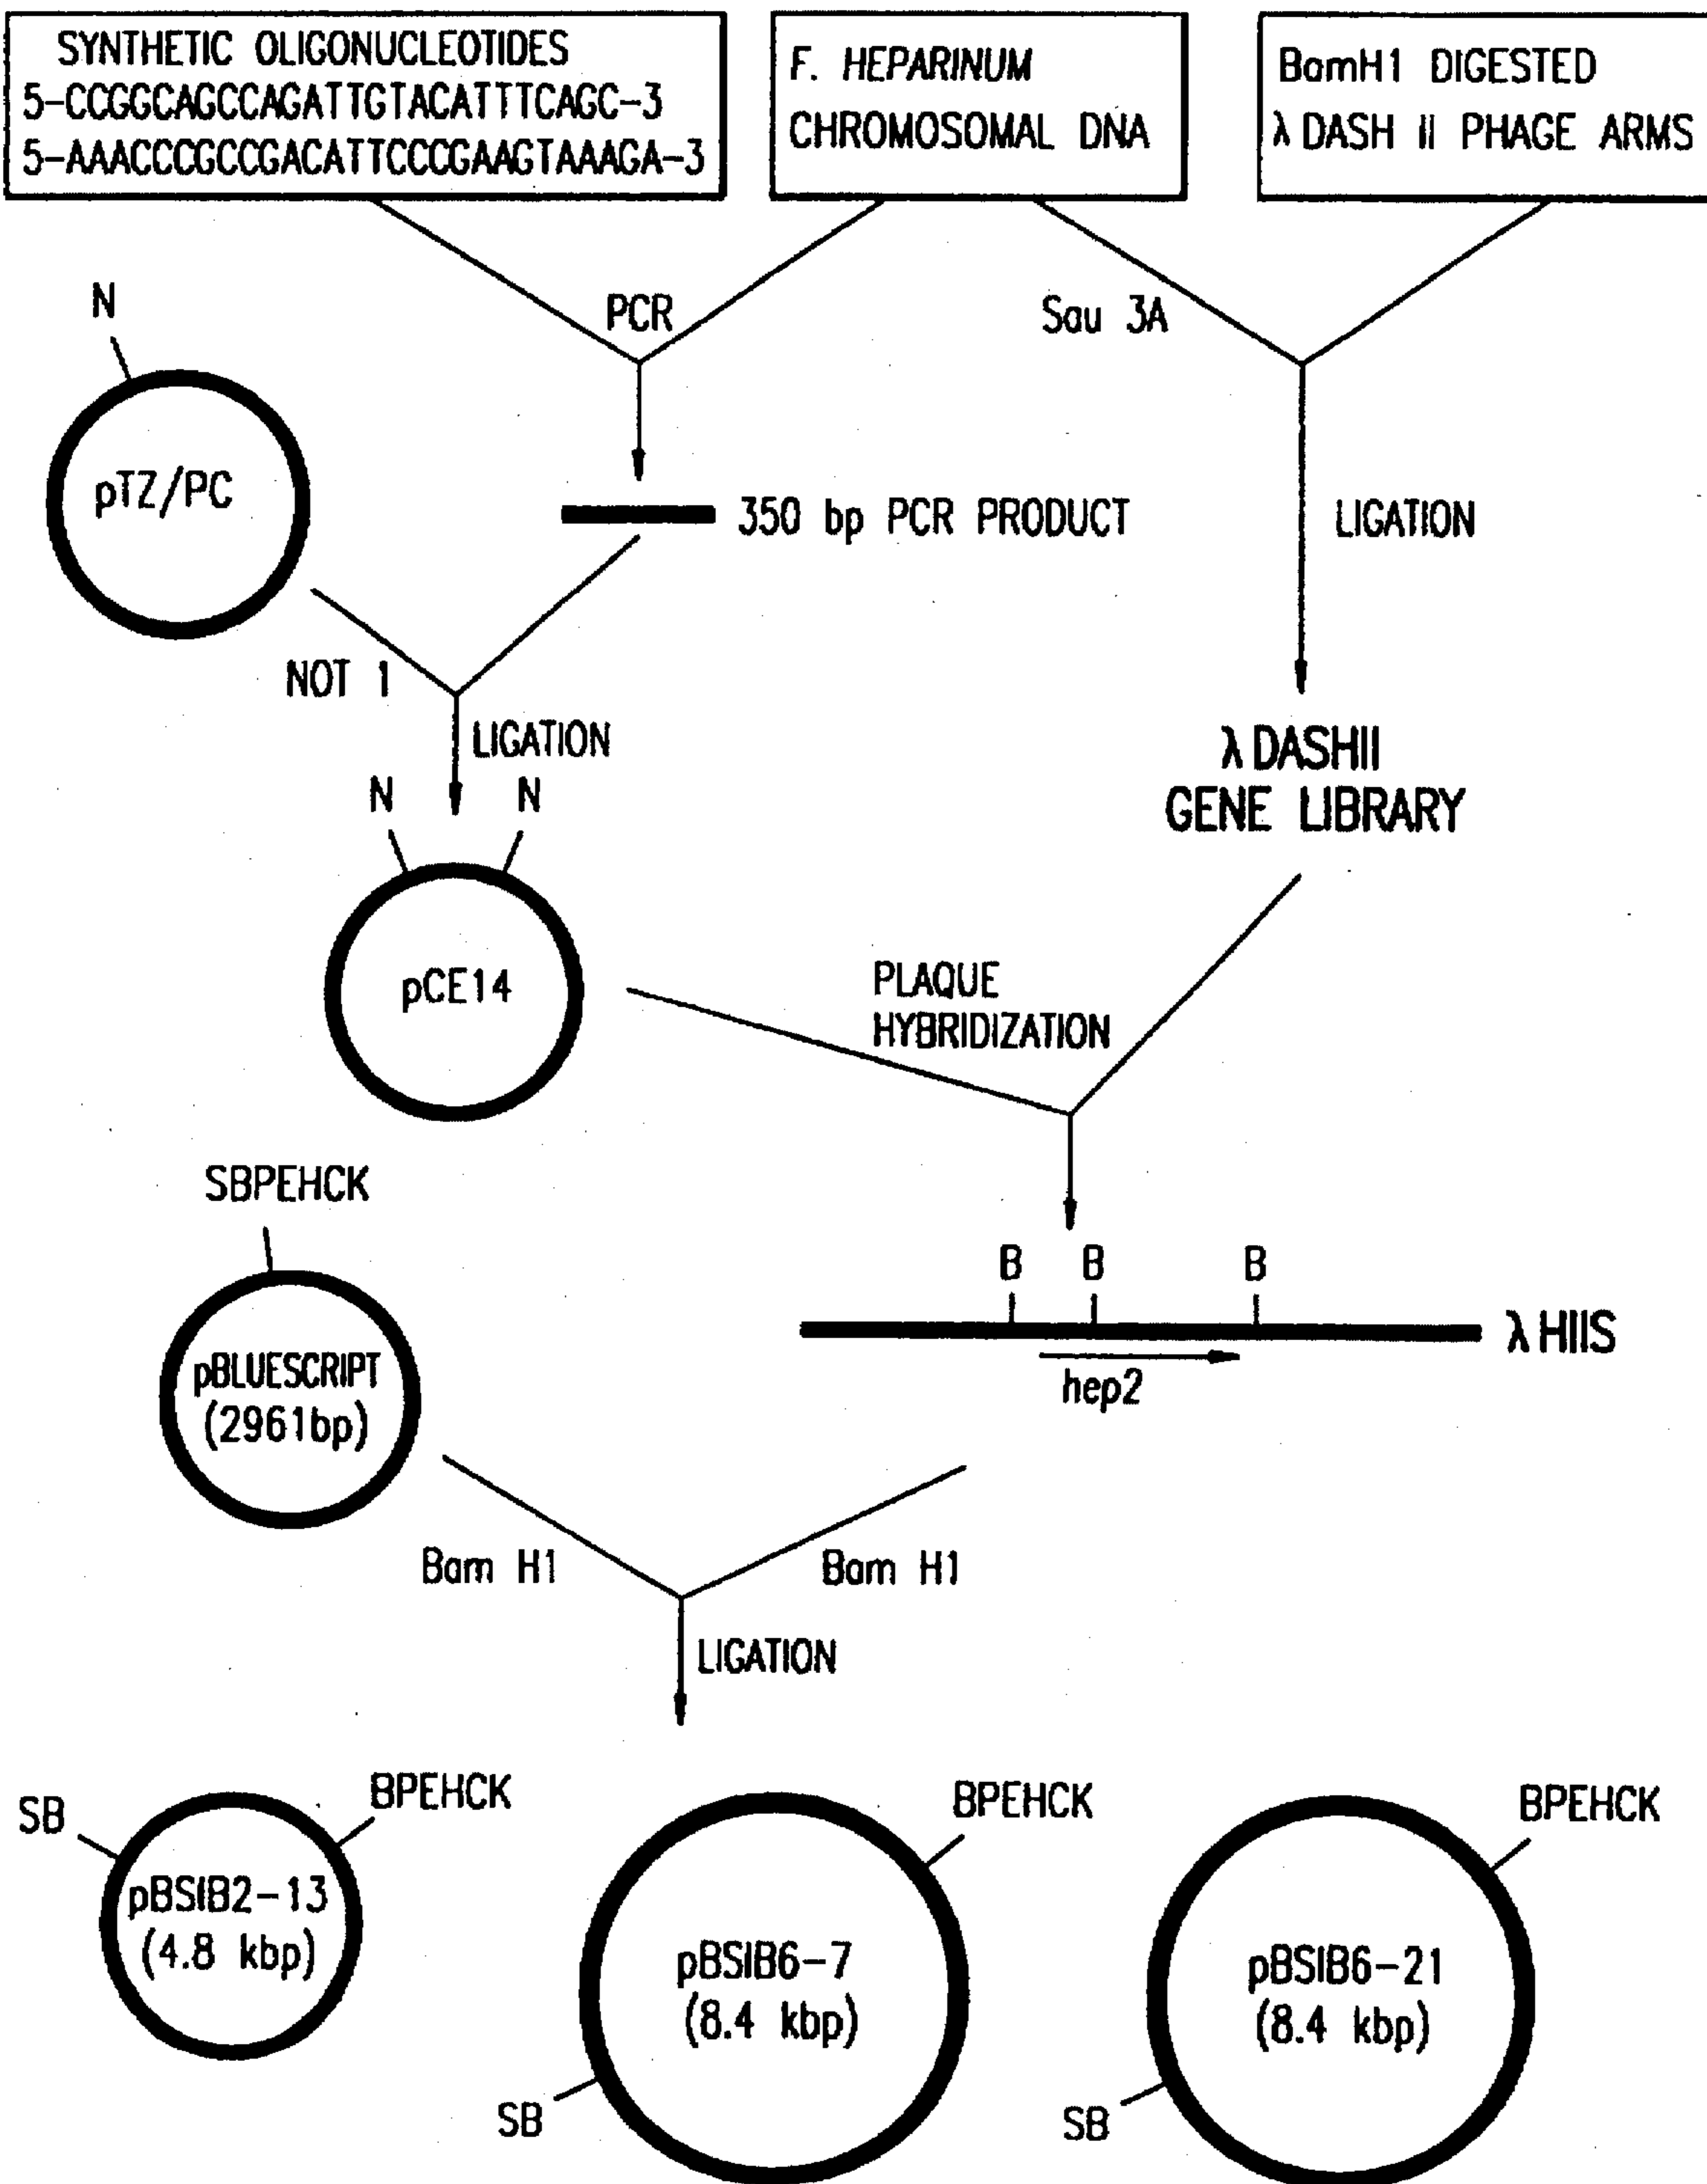 SYNTHETIC OLIGONUCLEOTIDES
5-CCGGCAGCCAGATTGTACATTTCAGC-3
5-AAACCCGCCGACATTCCCGAAGTAAAGA-3
F. HEPARINUM
CHROMOSOMAL DNA
BamH1 DIGESTED
λ DASH II PHAGE ARMS
N
PCR
Sau 3A
pTZ/PC
350 bp PCR PRODUCT
LIGATION
NOT 1
LIGATION
N N
λ DASHII
GENE LIBRARY
pCE14
PLAQUE
HYBRIDIZATION
SBPEHCK
B B B
λ HIIS
hep2
pBLUESCRIPT
(2961bp)
Bam H1
Bam H1
LIGATION
SB
BPEHCK
BPEHCK
BPEHCK
pBSIB2-13
(4.8 kbp)
pBSIB6-7
(8.4 kbp)
pBSIB6-21
(8.4 kbp)
SB
SB